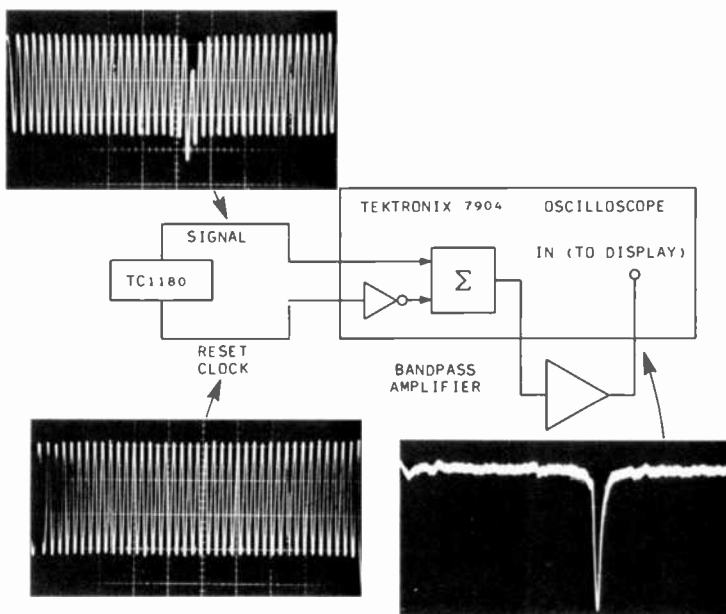 TEKTRONIX 7904 OSCILLOSCOPE
SIGNAL
IN (TO DISPLAY)
TC1180
Σ
RESET
CLOCK
BANDPASS
AMPLIFIER